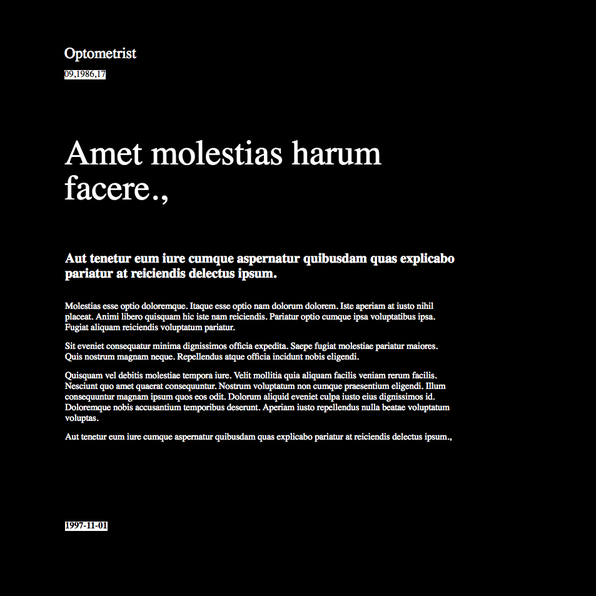 Optometrist
09,1986,17
Amet molestias harum
facere.,
Aut tenetur eum iure cumque aspernatur quibusdam quas explicabo
pariatur at reiciendis delectus ipsum.
Molestias esse optio doloremque. Itaque esse optio nam dolorum dolorem. Iste aperiam at iusto nihil
placeat. Animi libero quisquam hic iste nam reiciendis. Pariatur optio cumque ipsa voluptatibus ipsa.
Fugiat aliquam reiciendis voluptatum pariatur.
Sit eveniet consequatur minima dignissimos officia expedita. Saepe fugiat molestiae pariatur maiores.
Quis nostrum magnam neque. Repellendus atque officia incidunt nobis eligendi.
Quisquam vel debitis molestiae tempora iure. Velit mollitia quia aliquam facilis veniam rerum facilis.
Nesciunt quo amet quaerat consequuntur. Nostrum voluptatum non cumque praesentium eligendi. Illum
consequuntur magnam ipsum quos eos odit. Dolorum aliquid eveniet culpa iusto eius dignissimos id.
Doloremque nobis accusantium temporibus deserunt. Aperiam iusto repellendus nulla beatae voluptatum
voluptas.
Aut tenetur eum iure cumque aspernatur quibusdam quas explicabo pariatur at reiciendis delectus ipsum.,
1997-11-01